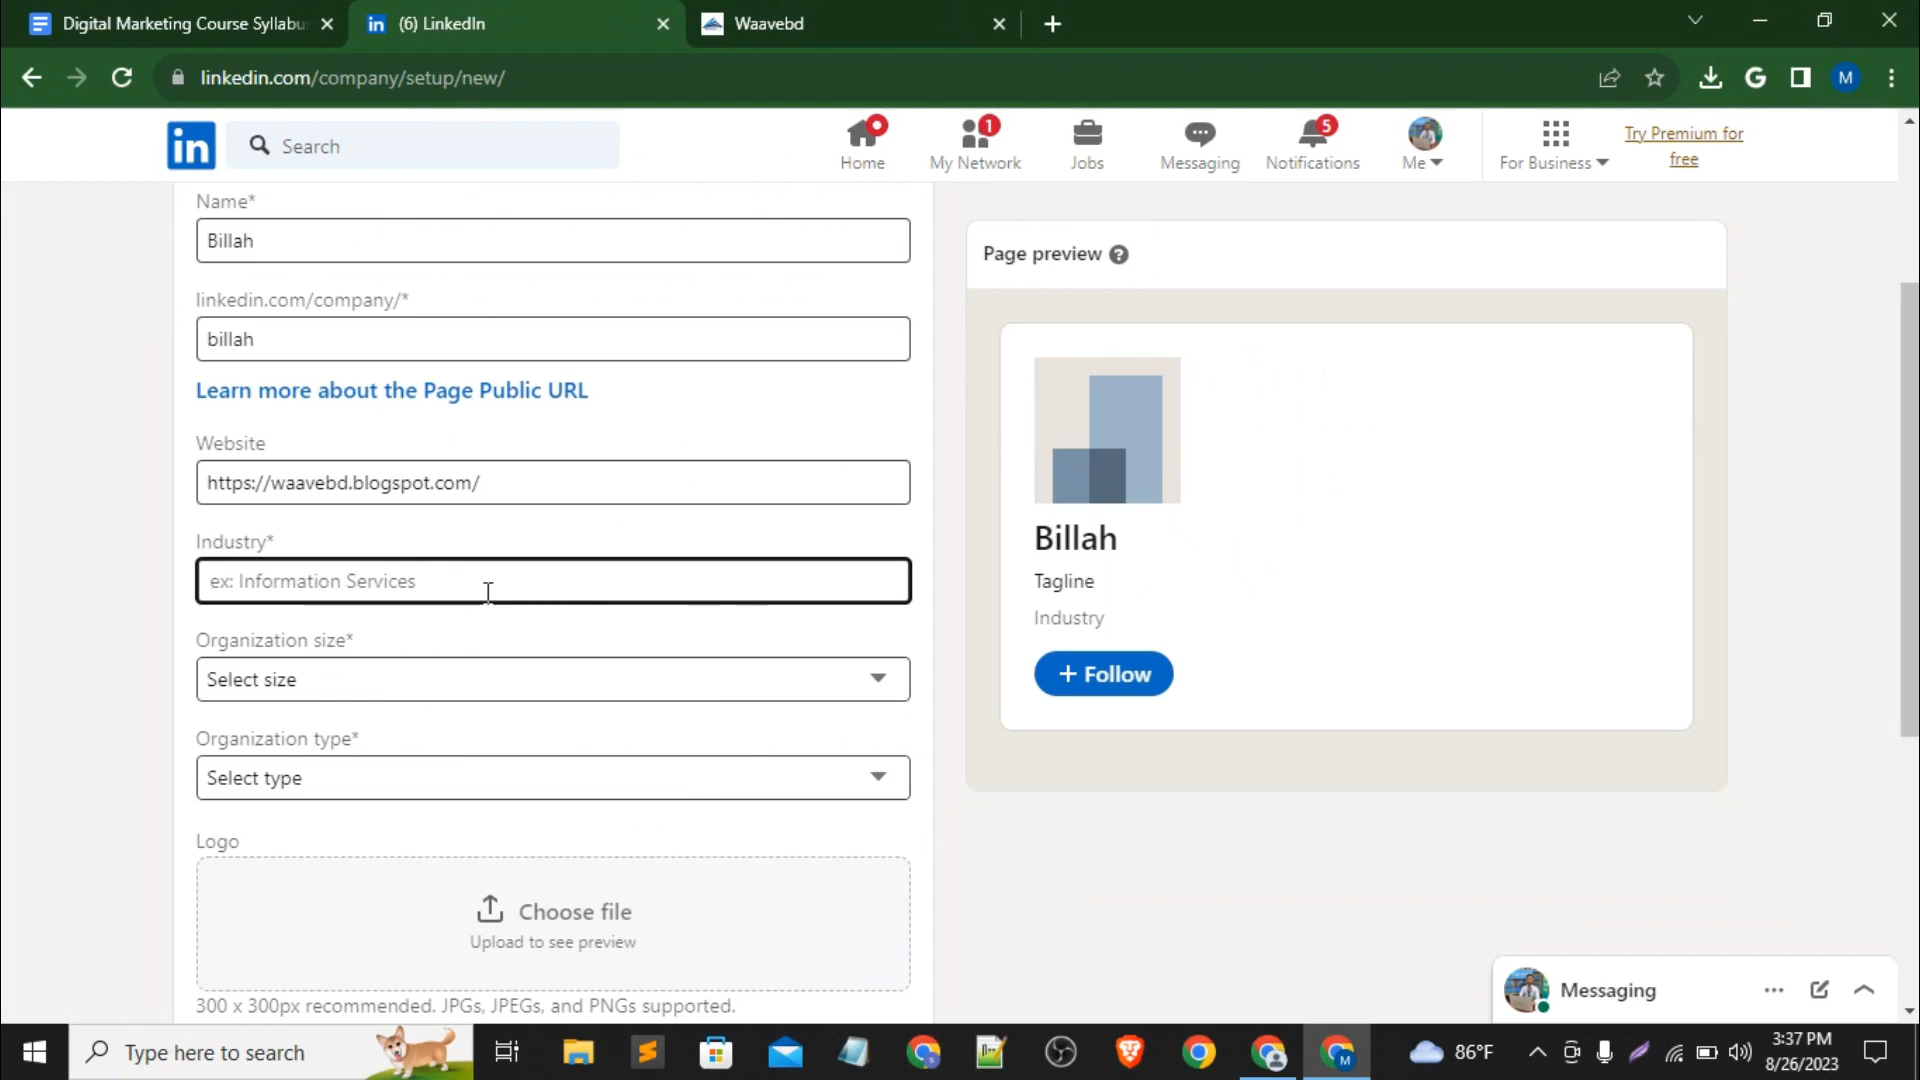 Digital Marketing Course Syllabu
(6) LinkedIn
Waavebd
linkedin.com/company/setup/new/
M
in
Search
Home
1
My Network
Jobs
Messaging
5
Notifications
Me
For Business
Try Premium for
free
Name*
Billah
linkedin.com/company/*
billah
Learn more about the Page Public URL
Website
https://waavebd.blogspot.com/
Industry*
ex: Information Services
Organization size*
Select size
Organization type*
Select type
Logo
Choose file
Upload to see preview
300 x 300px recommended. JPGs, JPEGs, and PNGs supported.
Page preview
Billah
Tagline
Industry
+ Follow
Messaging
Type here to search
86°F
3:37 PM
8/26/2023